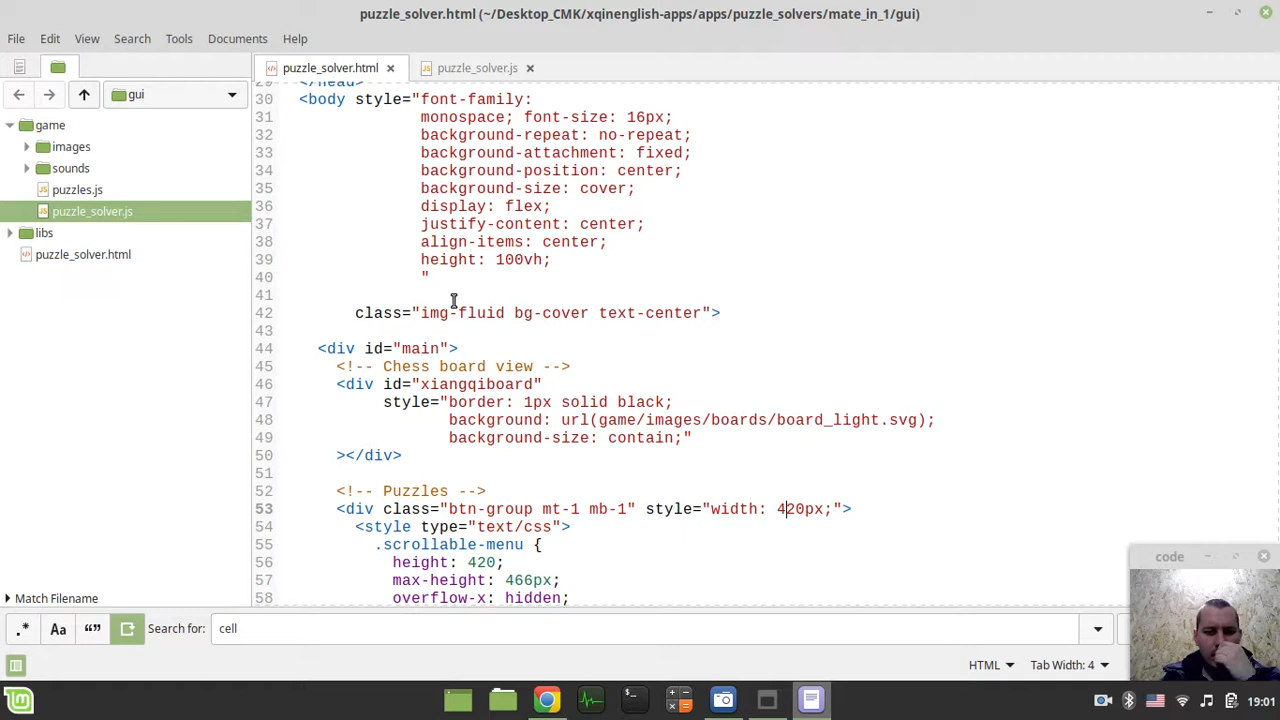 puzzle_solver.html (~/Desktop_CMK/xqinenglish-apps/apps/puzzle_solvers/mate_in_1/gui)
File Edit View Search Tools Documents Help
puzzle_solver.html puzzle_solver.js
gui
game
images
sounds
puzzles.js
puzzle_solver.js
libs
puzzle_solver.html
Match Filename
29 </head>
30 <body style="font-family:
31 monospace; font-size: 16px;
32 background-repeat: no-repeat;
33 background-attachment: fixed;
34 background-position: center;
35 background-size: cover;
36 display: flex;
37 justify-content: center;
38 align-items: center;
39 height: 100vh;
40 "
41
42 class="img-fluid bg-cover text-center">
43
44 <div id="main">
45 <!-- Chess board view -->
46 <div id="xiangqiboard"
47 style="border: 1px solid black;
48 background: url(game/images/boards/board_light.svg);
49 background-size: contain;"
50 ></div>
51
52 <!-- Puzzles -->
53 <div class="btn-group mt-1 mb-1" style="width: 420px;">
54 <style type="text/css">
55 .scrollable-menu {
56 height: 420;
57 max-height: 466px;
58 overflow-x: hidden;
code
.* Aa “” Search for: cell
HTML Tab Width: 4
19:01